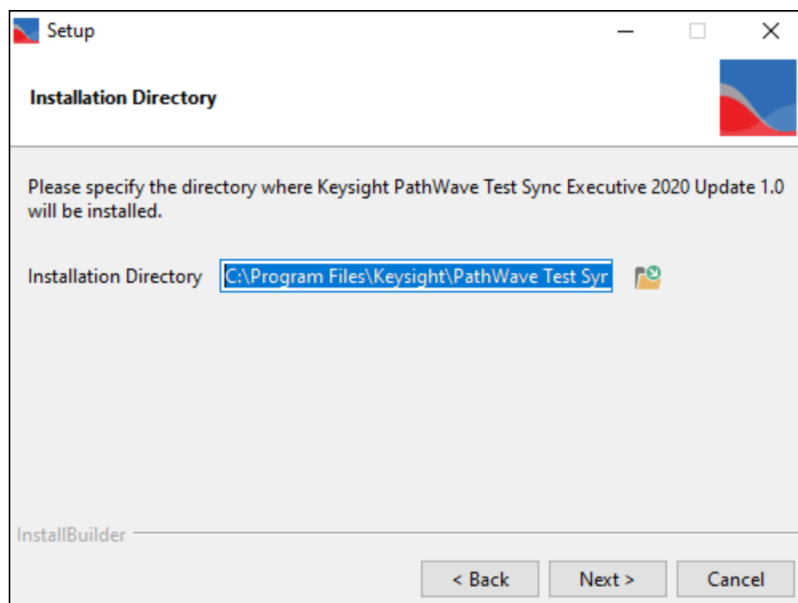 Setup
Installation Directory
Please specify the directory where Keysight PathWave Test Sync Executive 2020 Update 1.0
will be installed.
Installation Directory C:\Program Files\Keysight\PathWave Test Syr
InstallBuilder
< Back Next > Cancel